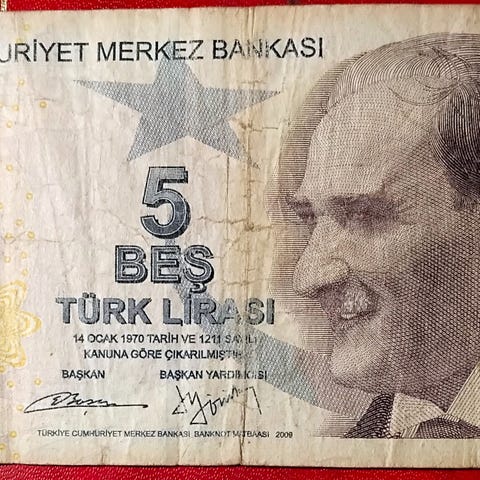 URİYET MERKEZ BANKASI
5
BEŞ
TÜRK LİRASI
14 OCAK 1970 TARİH VE 1211 SAYILI
KANUNA GÖRE ÇIKARILMIŞTIR
BAŞKAN BAŞKAN YARDIMCISI
TÜRKİYE CUMHURİYET MERKEZ BANKASI BANKNOT MATBAASI 2009